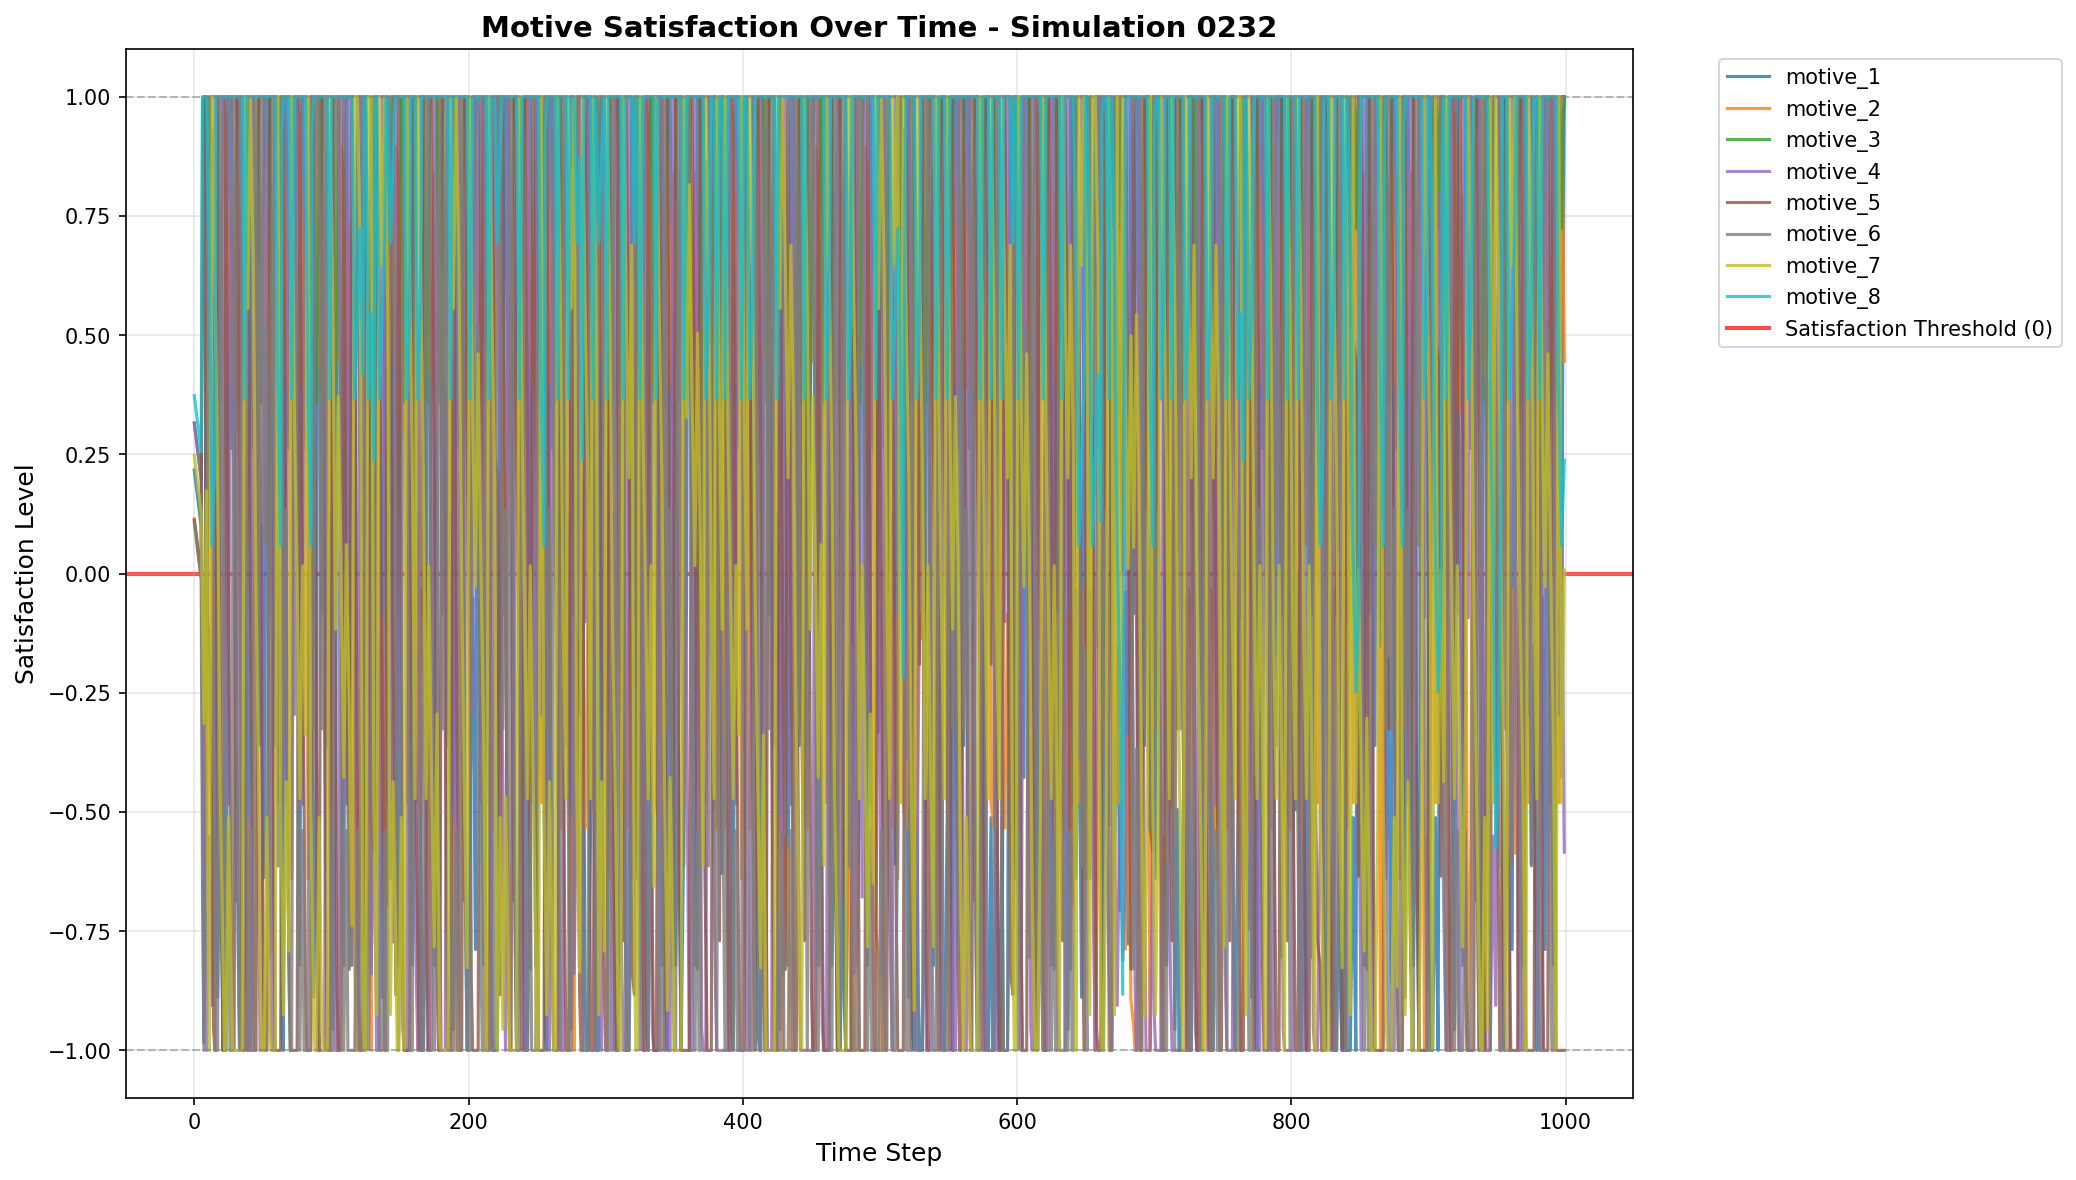 Motive Satisfaction Over Time - Simulation 0232
1.00
0.75
0.50
0.25
0.00
−0.25
−0.50
−0.75
−1.00
Satisfaction Level
0
200
400
600
800
1000
Time Step
motive_1
motive_2
motive_3
motive_4
motive_5
motive_6
motive_7
motive_8
Satisfaction Threshold (0)